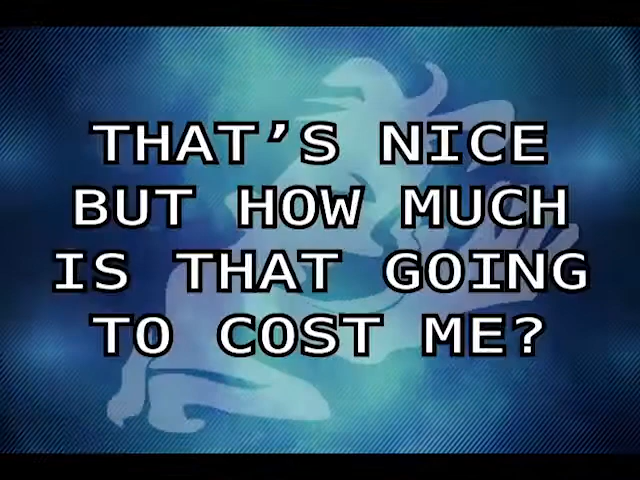 THAT’S NICE
BUT HOW MUCH
IS THAT GOING
TO COST ME?